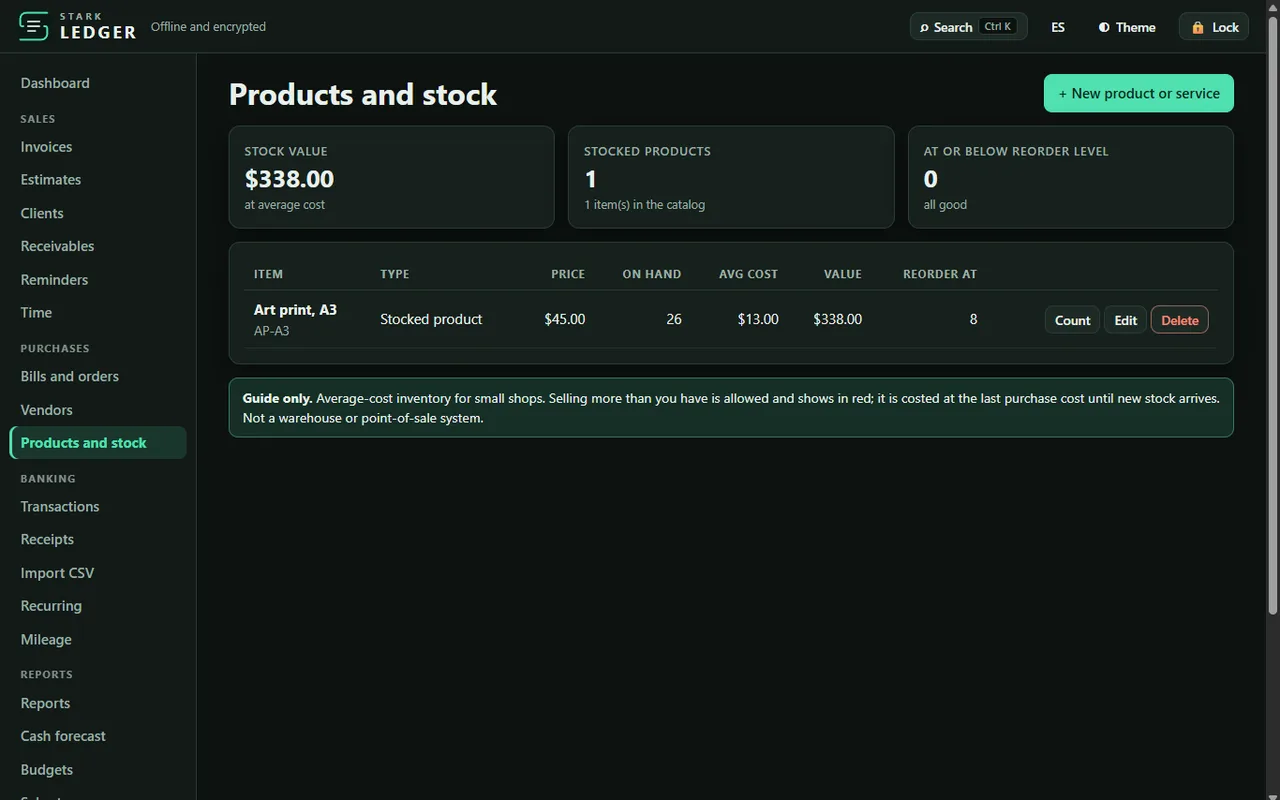 STARK
LEDGER
Offline and encrypted
Search Ctrl K
ES
Theme
Lock
Dashboard
SALES
Invoices
Estimates
Clients
Receivables
Reminders
Time
PURCHASES
Bills and orders
Vendors
Products and stock
BANKING
Transactions
Receipts
Import CSV
Recurring
Mileage
REPORTS
Reports
Cash forecast
Budgets
Products and stock
+ New product or service
STOCK VALUE
$338.00
at average cost
STOCKED PRODUCTS
1
1 item(s) in the catalog
AT OR BELOW REORDER LEVEL
0
all good
ITEM TYPE PRICE ON HAND AVG COST VALUE REORDER AT
Art print, A3 Stocked product $45.00 26 $13.00 $338.00 8 Count Edit Delete
AP-A3
Guide only. Average-cost inventory for small shops. Selling more than you have is allowed and shows in red; it is costed at the last purchase cost until new stock arrives.
Not a warehouse or point-of-sale system.